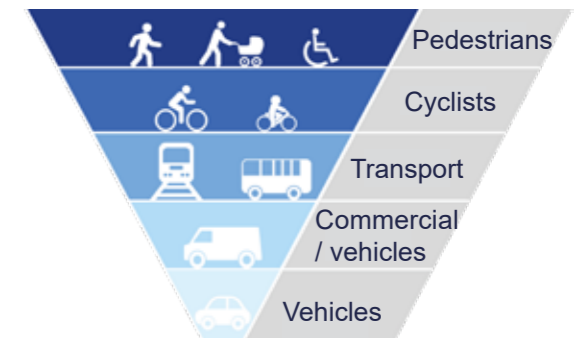 Pedestrians
Cyclists
Transport
Commercial
/ vehicles
Vehicles